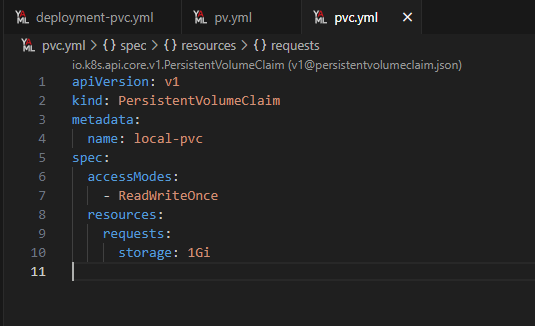 deployment-pvc.yml pv.yml pvc.yml
pvc.yml > {} spec > {} resources > {} requests
io.k8s.api.core.v1.PersistentVolumeClaim (v1@persistentvolumeclaim.json)
1 apiVersion: v1
2 kind: PersistentVolumeClaim
3 metadata:
4   name: local-pvc
5 spec:
6   accessModes:
7     - ReadWriteOnce
8   resources:
9     requests:
10       storage: 1Gi
11